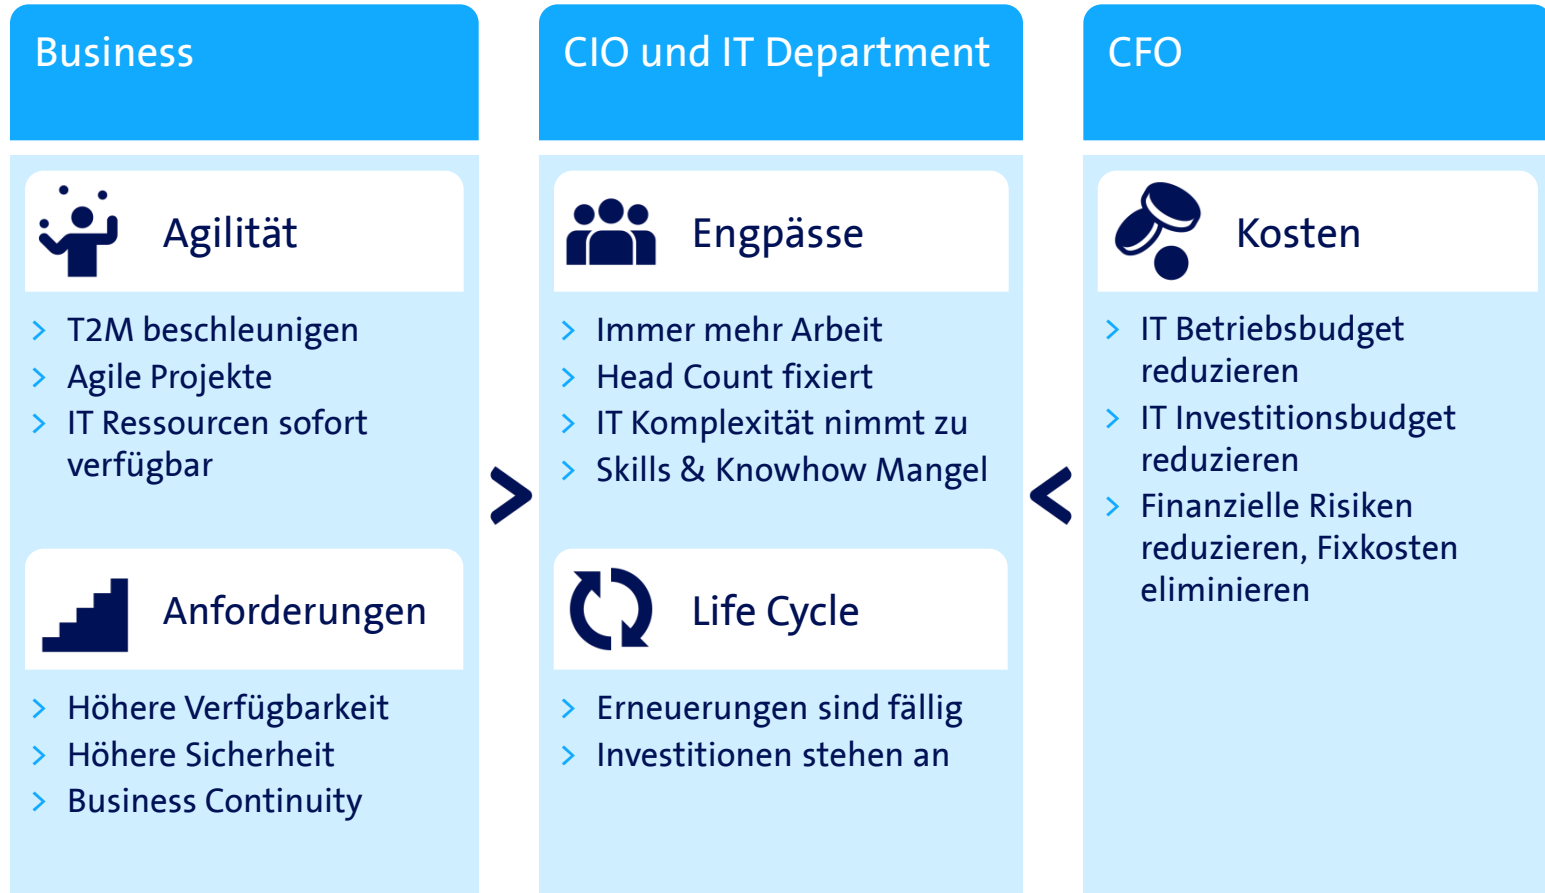 Business
Agilität
> T2M beschleunigen
> Agile Projekte
> IT Ressourcen sofort
verfügbar
Anforderungen
> Höhere Verfügbarkeit
> Höhere Sicherheit
> Business Continuity
>
CIO und IT Department
Engpässe
> Immer mehr Arbeit
> Head Count fixiert
> IT Komplexität nimmt zu
> Skills & Knowhow Mangel
Life Cycle
> Erneuerungen sind fällig
> Investitionen stehen an
<
CFO
Kosten
> IT Betriebsbudget
reduzieren
> IT Investitionsbudget
reduzieren
> Finanzielle Risiken
reduzieren, Fixkosten
eliminieren